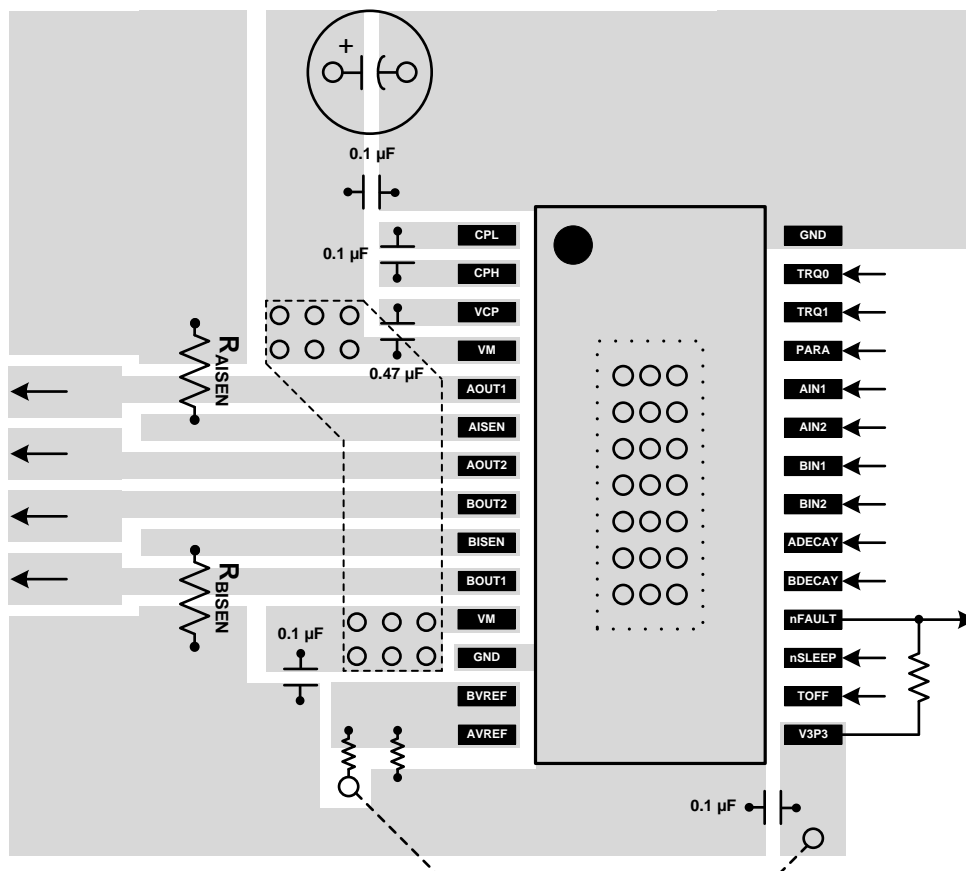 +
0.1 µF
CPL
GND
0.1 µF
CPH
TRQ0
VCP
TRQ1
VM
PARA
0.47 µF
RAISEN
AOUT1
AIN1
AISEN
AIN2
AOUT2
BIN1
BOUT2
BIN2
BISEN
ADECAY
RBISEN
BOUT1
BDECAY
VM
nFAULT
0.1 µF
GND
nSLEEP
BVREF
TOFF
AVREF
V3P3
0.1 µF